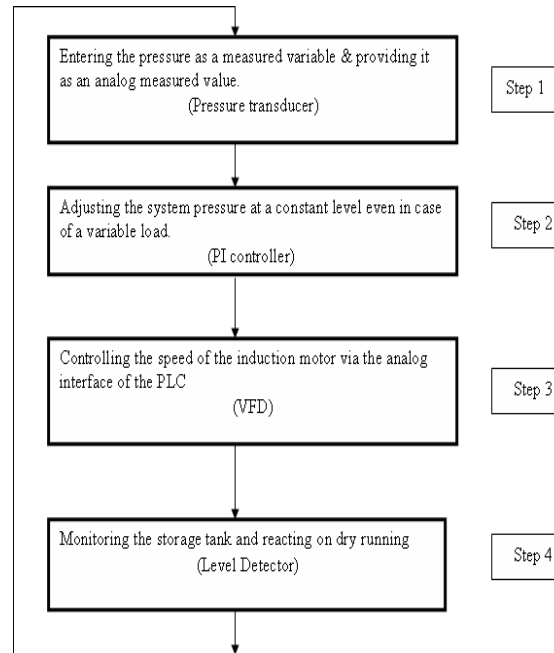 Entering the pressure as a measured variable & providing it
as an analog measured value.
(Pressure transducer)
Step 1
Adjusting the system pressure at a constant level even in case
of a variable load.
(PI controller)
Step 2
Controlling the speed of the induction motor via the analog
interface of the PLC
(VFD)
Step 3
Monitoring the storage tank and reacting on dry running
(Level Detector)
Step 4